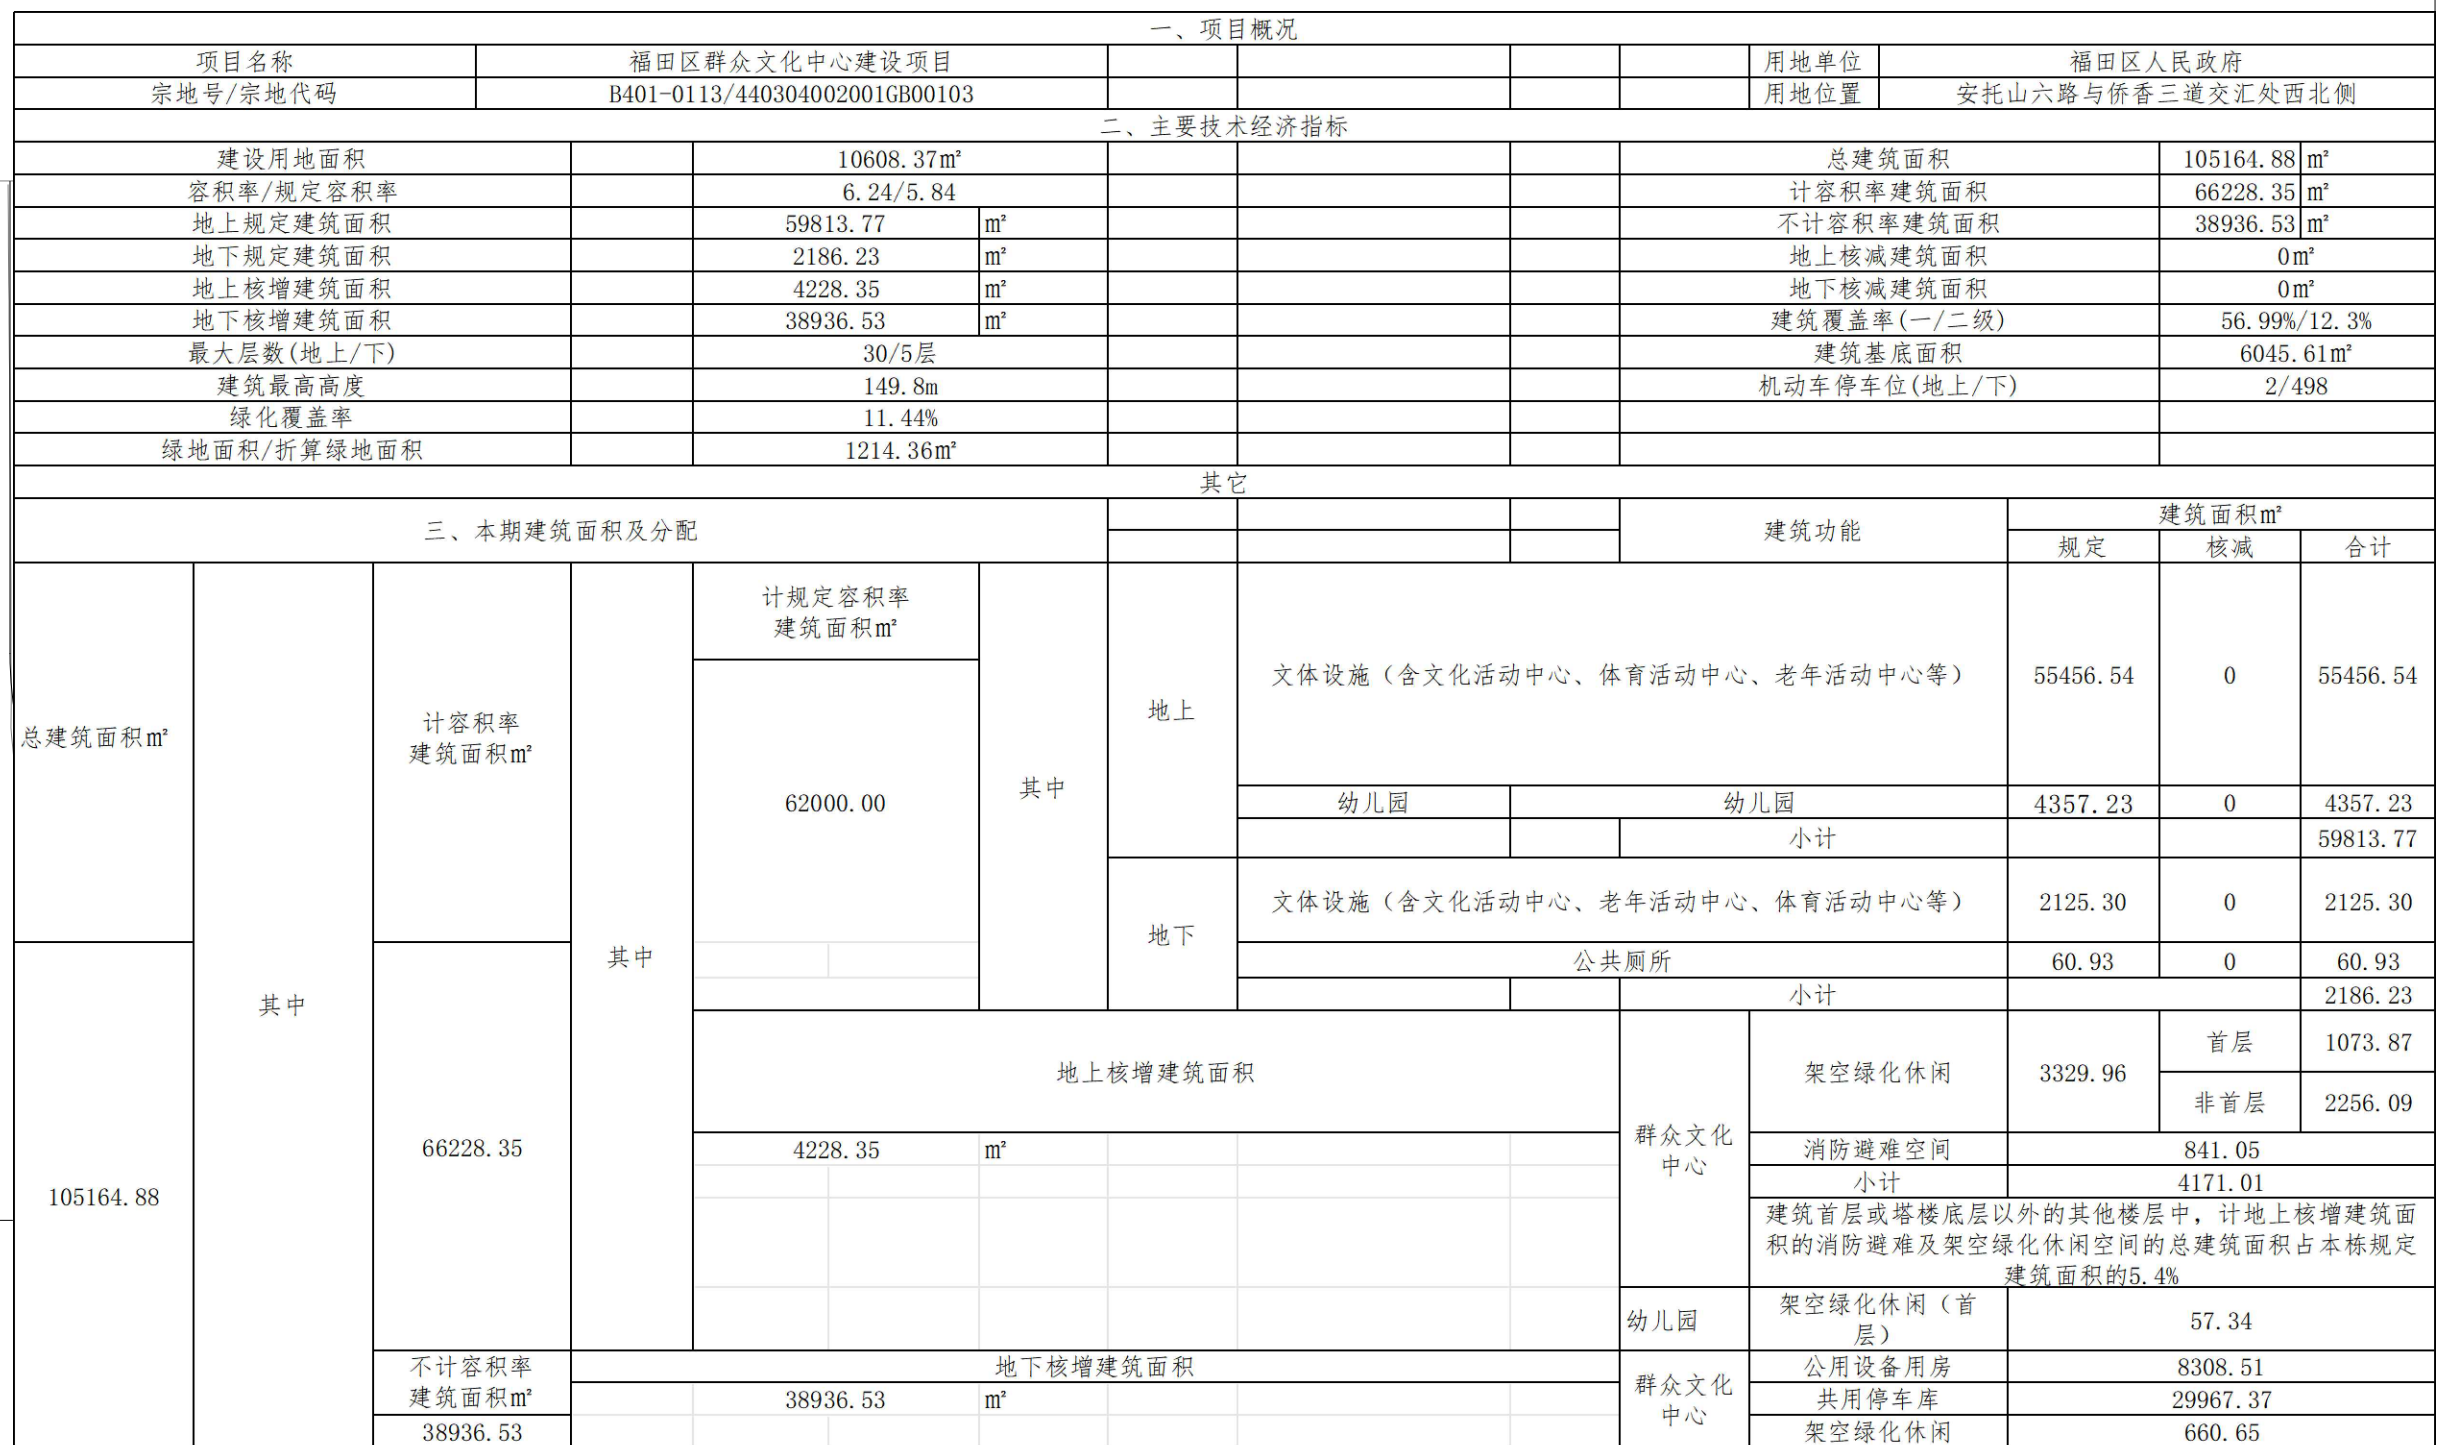 一、项目概况
项目名称 福田区群众文化中心建设项目 用地单位 福田区人民政府
宗地号/宗地代码 B401-0113/440304002001GB00103 用地位置 安托山六路与侨香三道交汇处西北侧
二、主要技术经济指标
建设用地面积 10608.37㎡ 总建筑面积 105164.88 ㎡
容积率/规定容积率 6.24/5.84 计容积率建筑面积 66228.35 ㎡
地上规定建筑面积 59813.77 ㎡ 不计容积率建筑面积 38936.53 ㎡
地下规定建筑面积 2186.23 ㎡ 地上核减建筑面积 0㎡
地上核增建筑面积 4228.35 ㎡ 地下核减建筑面积 0㎡
地下核增建筑面积 38936.53 ㎡ 建筑覆盖率(一/二级) 56.99%/12.3%
最大层数(地上/下) 30/5层 建筑基底面积 6045.61㎡
建筑最高高度 149.8m 机动车停车位(地上/下) 2/498
绿化覆盖率 11.44%
绿地面积/折算绿地面积 1214.36㎡
其它
三、本期建筑面积及分配 建筑功能 建筑面积㎡
规定 核减 合计
总建筑面积㎡
105164.88
其中
计容积率
建筑面积㎡
66228.35
其中
计规定容积率
建筑面积㎡
62000.00
其中
地上
文体设施（含文化活动中心、体育活动中心、老年活动中心等） 55456.54 0 55456.54
幼儿园 幼儿园 4357.23 0 4357.23
小计 59813.77
地下
文体设施（含文化活动中心、老年活动中心、体育活动中心等） 2125.30 0 2125.30
公共厕所 60.93 0 60.93
小计 2186.23
地上核增建筑面积
4228.35 ㎡
群众文化
中心
架空绿化休闲 3329.96 首层 1073.87
非首层 2256.09
消防避难空间 841.05
小计 4171.01
建筑首层或塔楼底层以外的其他楼层中，计地上核增建筑面
积的消防避难及架空绿化休闲空间的总建筑面积占本栋规定
建筑面积的5.4%
幼儿园
架空绿化休闲（首
层）
57.34
不计容积率
建筑面积㎡
38936.53
地下核增建筑面积
38936.53 ㎡
群众文化
中心
公用设备用房 8308.51
共用停车库 29967.37
架空绿化休闲 660.65